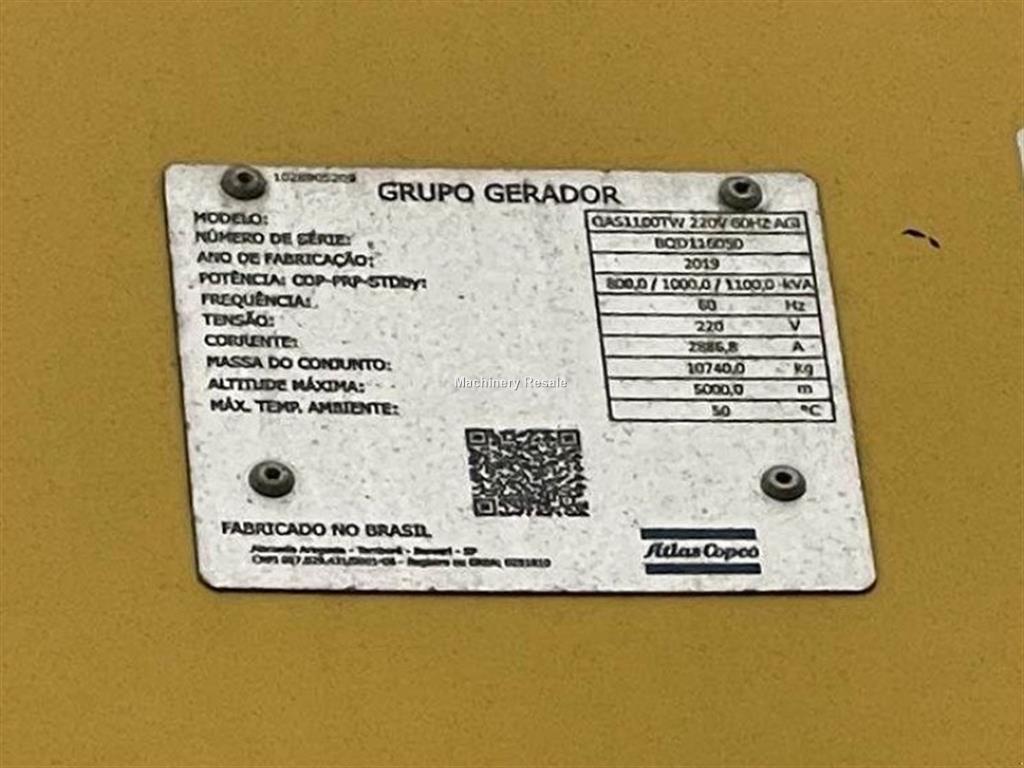 1028905209
GRUPO GERADOR
MODELO: QAS1100TW 220V 60HZ AGI
NÚMERO DE SÉRIE: BQD116050
ANO DE FABRICAÇÃO: 2019
POTÊNCIA: COP-PRP-STDby: 800,0 / 1000,0 / 1100,0 kVA
FREQUÊNCIA: 60 Hz
TENSÃO: 220 V
CORRENTE: 2886,8 A
MASSA DO CONJUNTO: 10740,0 kg
ALTITUDE MÁXIMA: 5000,0 m
MÁX. TEMP. AMBIENTE: 50 °C
Machinery Resale
FABRICADO NO BRASIL
Atlas Copco
- SP